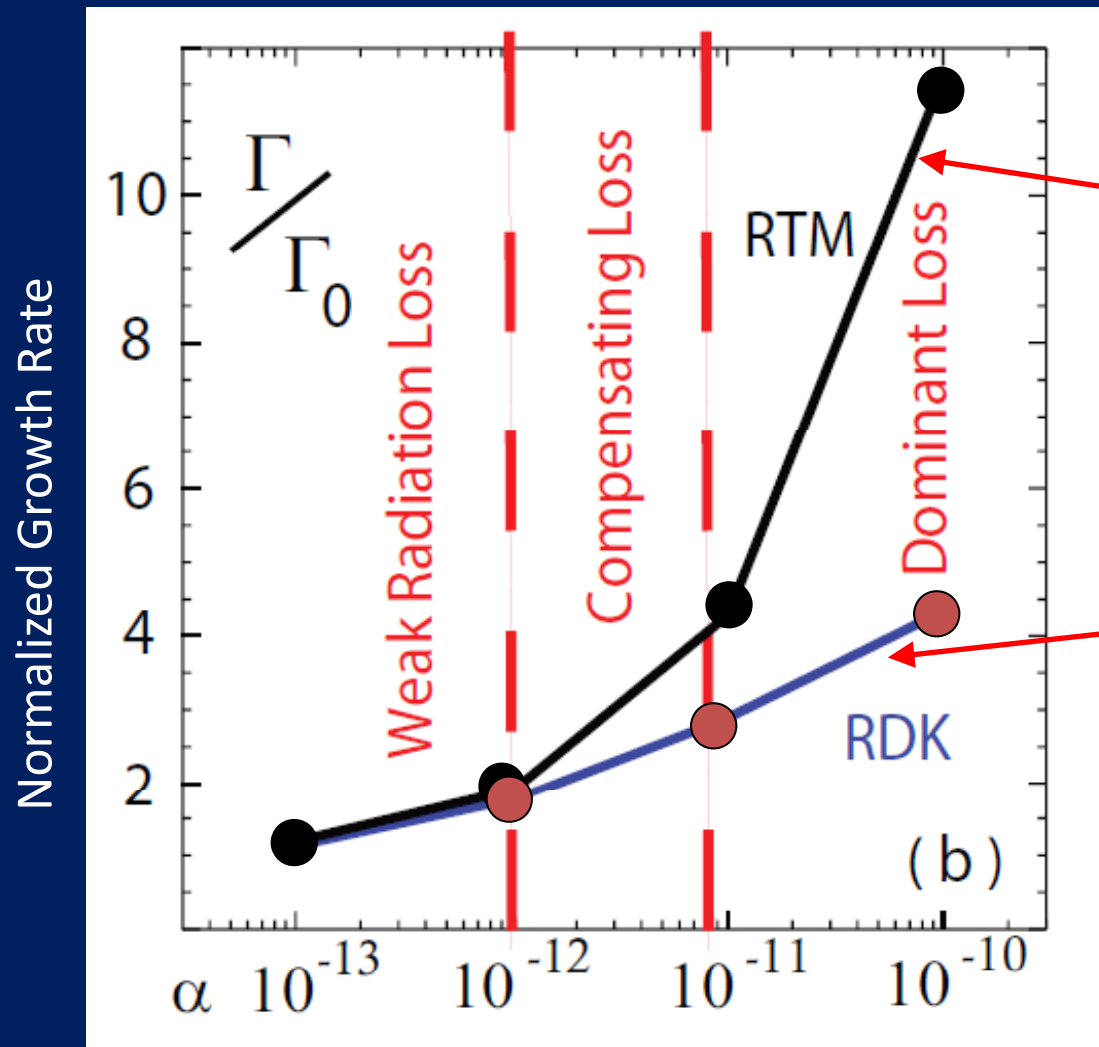 Normalized Growth Rate
Γ/Γ0
10
8
6
4
2
Weak Radiation Loss
Compensating Loss
Dominant Loss
RTM
RDK
( b )
α 10-13 10-12 10-11 10-10